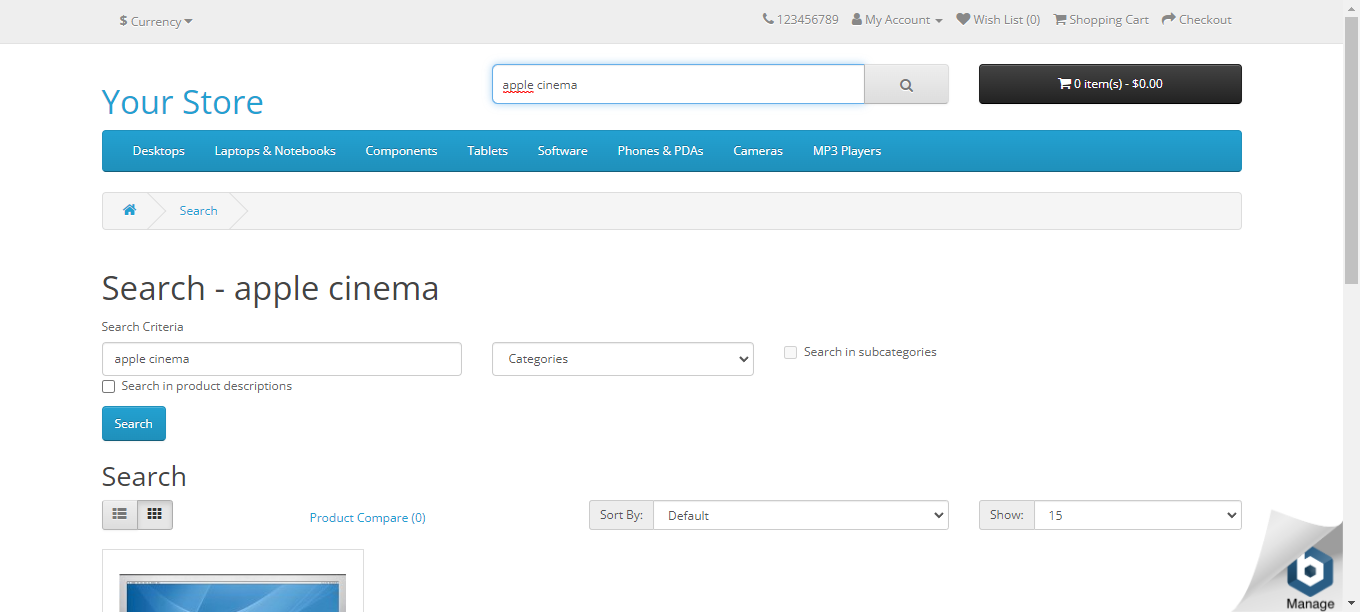 $ Currency
123456789 My Account Wish List (0) Shopping Cart Checkout
Your Store
apple cinema
0 item(s) - $0.00
Desktops Laptops & Notebooks Components Tablets Software Phones & PDAs Cameras MP3 Players
Search
Search - apple cinema
Search Criteria
apple cinema
Categories
Search in subcategories
Search in product descriptions
Search
Search
Product Compare (0)
Sort By: Default
Show: 15
b
Manage